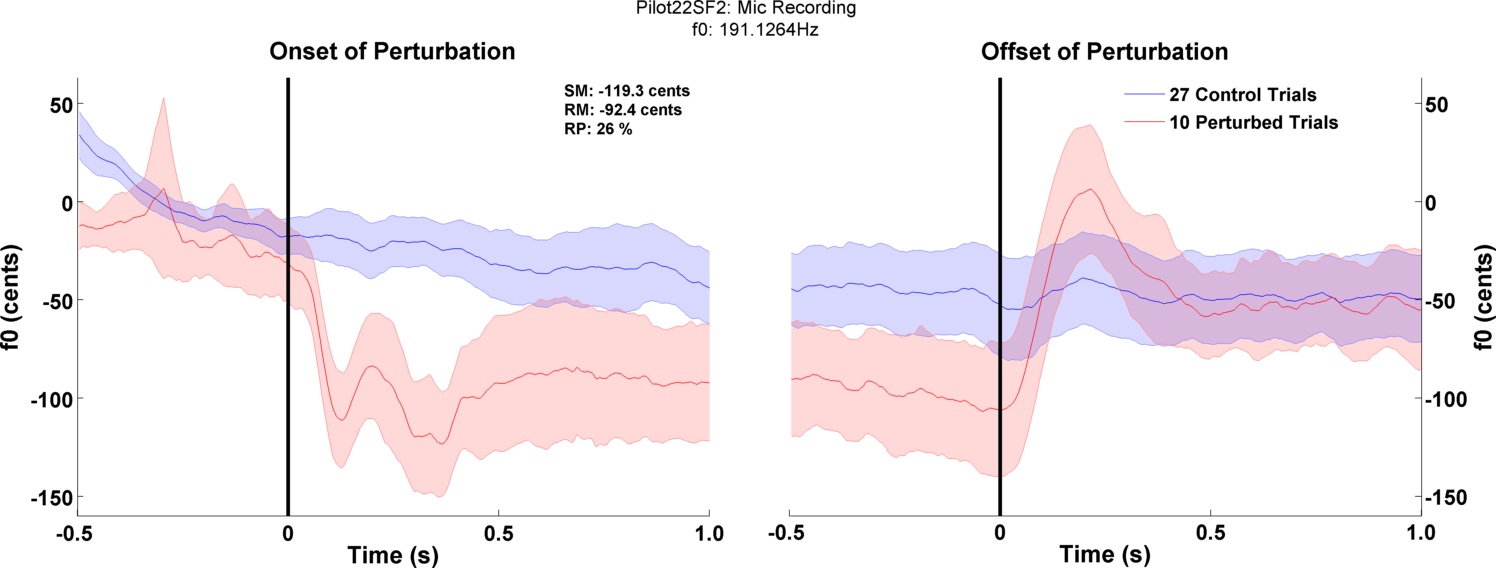 Pilot22SF2: Mic Recording
f0: 191.1264Hz
Onset of Perturbation
SM: -119.3 cents
RM: -92.4 cents
RP: 26 %
50
0
-50
-100
-150
f0 (cents)
-0.5 0 0.5 1.0
Time (s)
Offset of Perturbation
27 Control Trials
10 Perturbed Trials
50
0
-50
-100
-150
f0 (cents)
-0.5 0 0.5 1.0
Time (s)